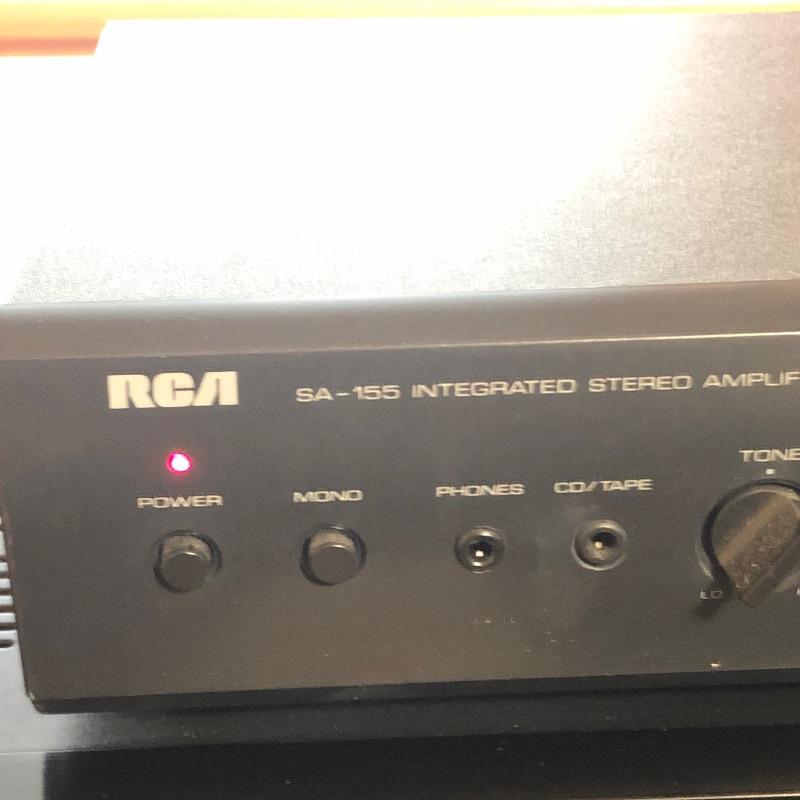 RCA
SA-155 INTEGRATED STEREO AMPLIF
TONE
POWER
MONO
PHONES
CD/TAPE
LO